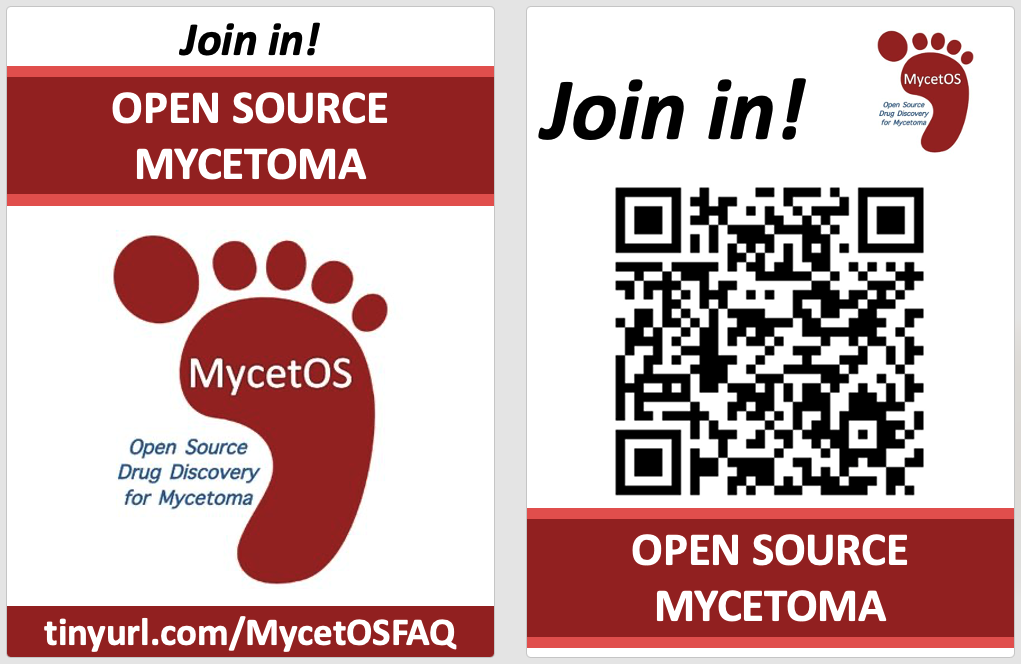 Join in!
OPEN SOURCE
MYCETOMA
MycetOS
Open Source
Drug Discovery
for Mycetoma
tinyurl.com/MycetOSFAQ
Join in!
MycetOS
Open Source
Drug Discovery
for Mycetoma
OPEN SOURCE
MYCETOMA